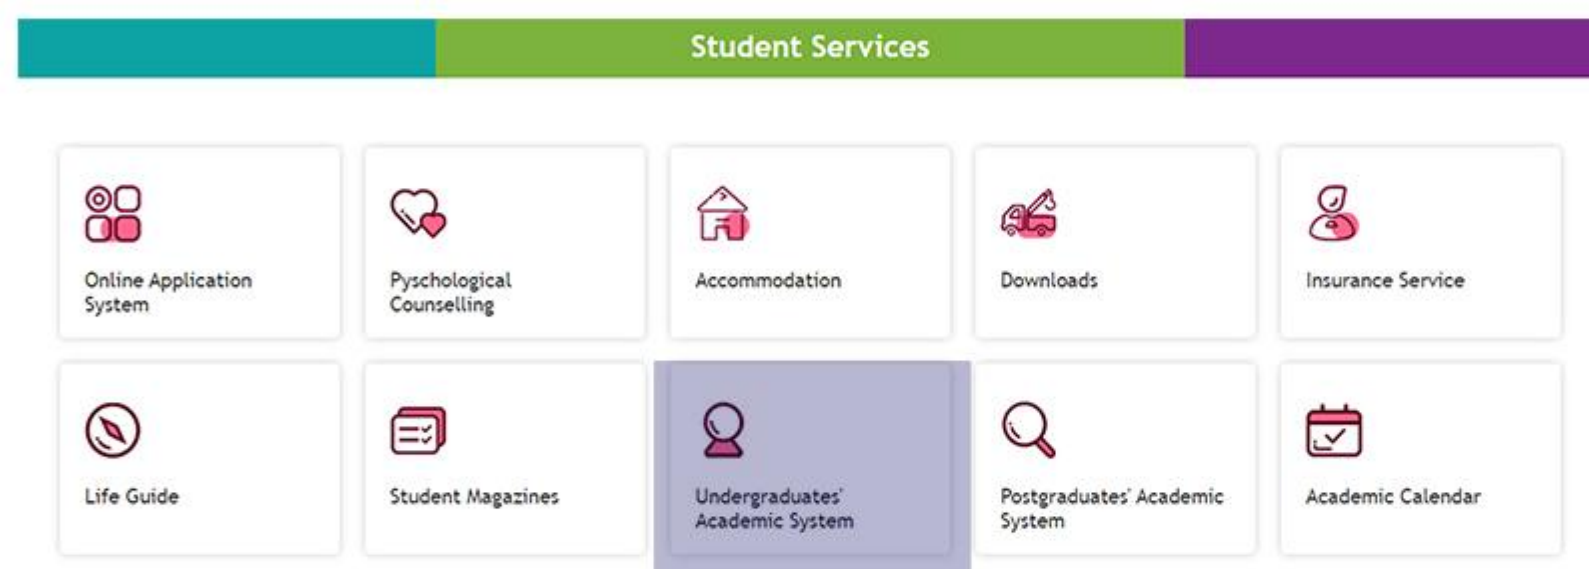 Student Services
Online Application
System
Pyschological
Counselling
Accommodation
Downloads
Insurance Service
Life Guide
Student Magazines
Undergraduates'
Academic System
Postgraduates' Academic
System
Academic Calendar